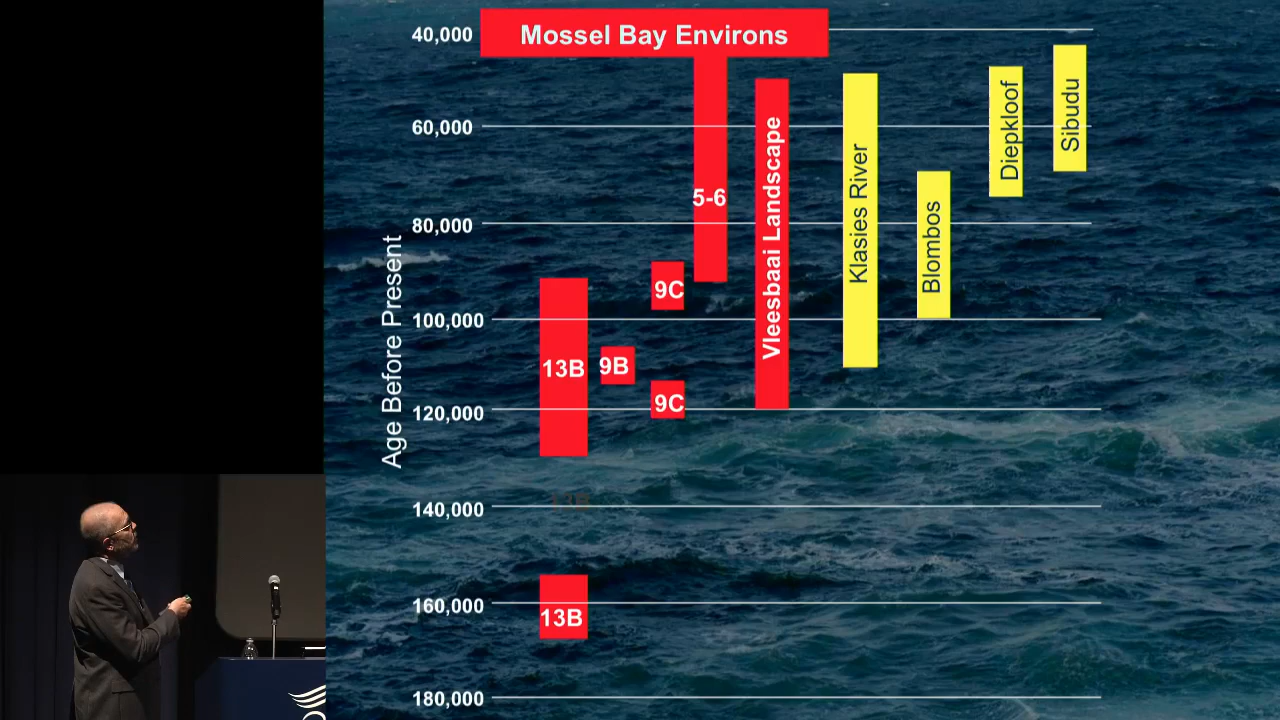 40,000
Mossel Bay Environs
60,000
80,000
100,000
120,000
140,000
160,000
180,000
Age Before Present
13B
9B
9C
9C
5-6
Vleesbaai Landscape
Klasies River
Blombos
Diepkloof
Sibudu
13B
13B